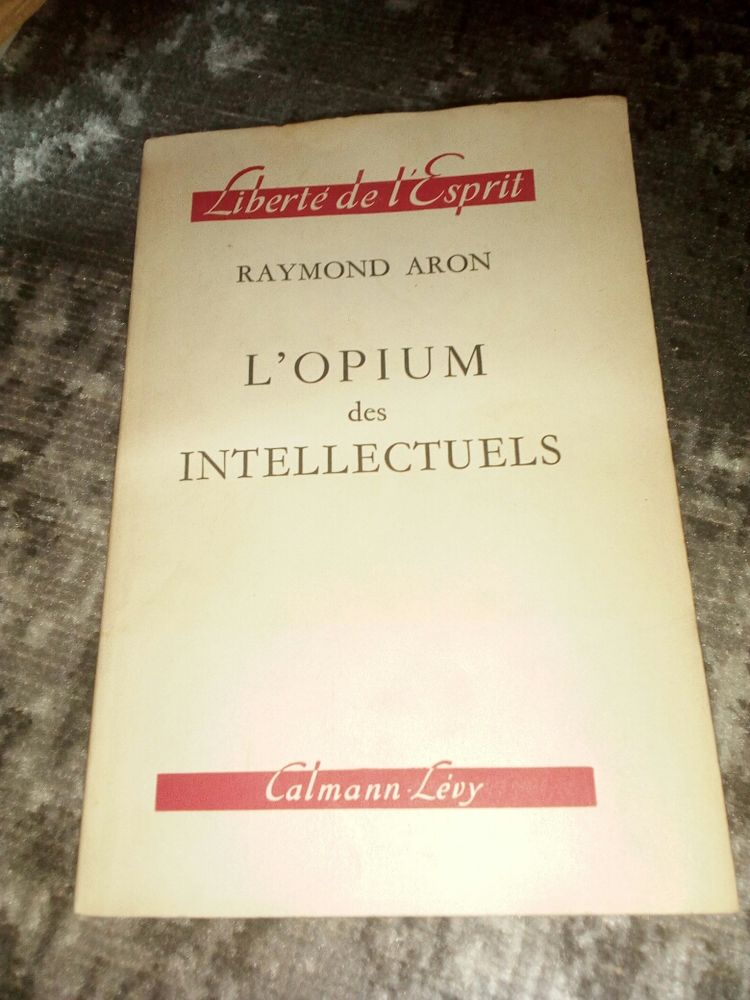 Liberté de l'Esprit
RAYMOND ARON
L'OPIUM
des
INTELLECTUELS
Calmann-Lévy